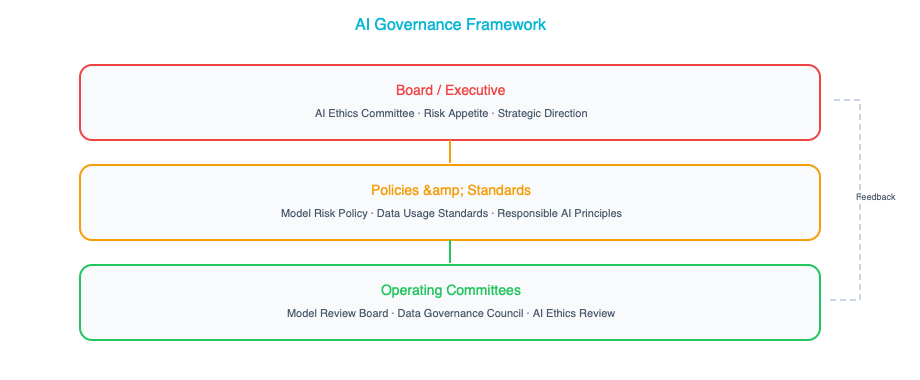 AI Governance Framework
Board / Executive
AI Ethics Committee · Risk Appetite · Strategic Direction
Policies &amp; Standards
Model Risk Policy · Data Usage Standards · Responsible AI Principles
Feedback
Operating Committees
Model Review Board · Data Governance Council · AI Ethics Review